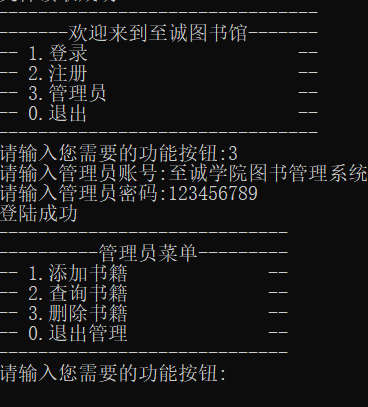 --------------------------------
-------欢迎来到至诚图书馆-------
-- 1.登录                     --
-- 2.注册                     --
-- 3.管理员                   --
-- 0.退出                     --
--------------------------------
请输入您需要的功能按钮:3
请输入管理员账号:至诚学院图书管理系统
请输入管理员密码:123456789
登陆成功
-----------------------------
----------管理员菜单---------
-- 1.添加书籍              --
-- 2.查询书籍              --
-- 3.删除书籍              --
-- 0.退出管理              --
-----------------------------
请输入您需要的功能按钮: